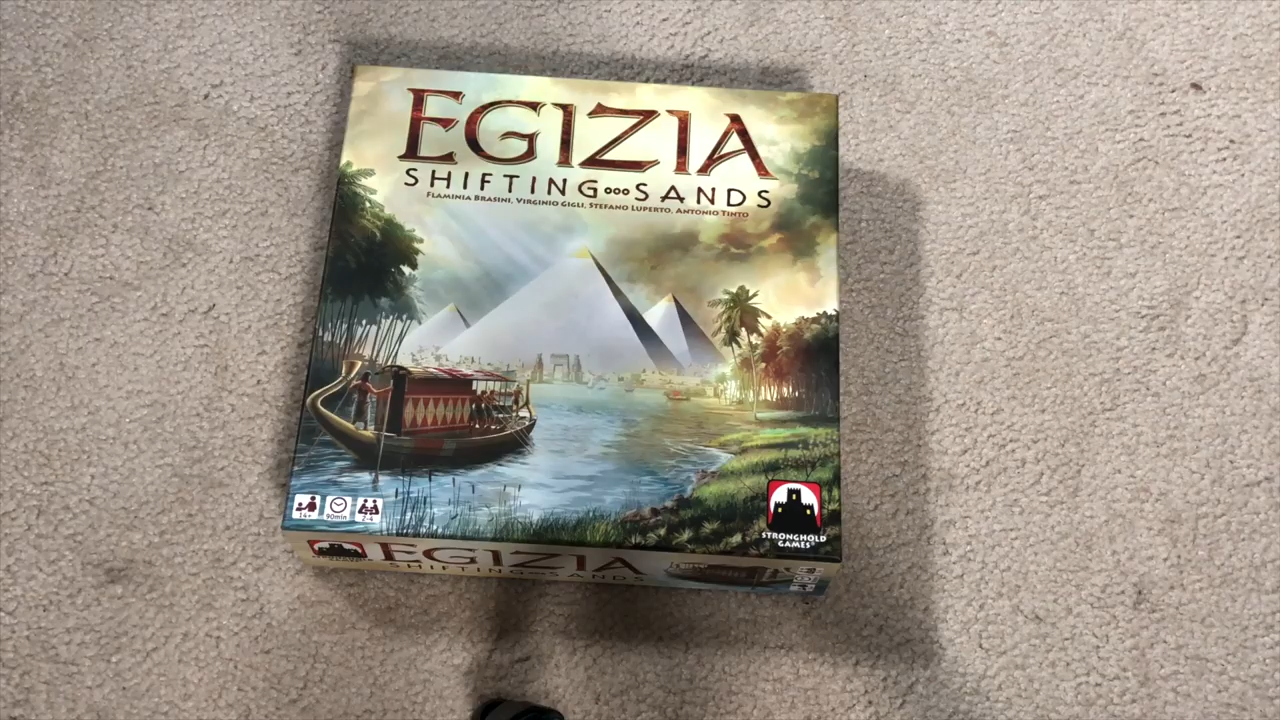 EGIZIA
SHIFTING SANDS
FLAMINIA BRASINI, VIRGINIO GIGLI, STEFANO LUPERTO, ANTONIO TINTO
14+ 90min 2-4
STRONGHOLD
GAMES®
EGIZIA
SHIFTING SANDS